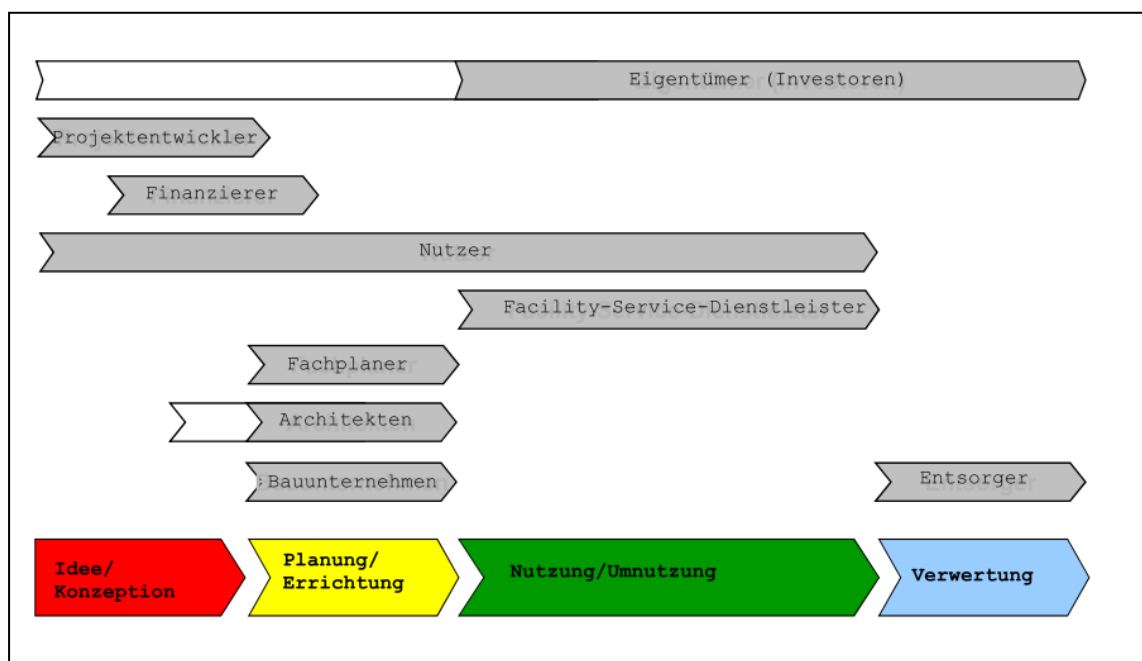 Eigentümer (Investoren)
Projektentwickler
Finanzierer
Nutzer
Facility-Service-Dienstleister
Fachplaner
Architekten
:Bauunternehmen
Entsorger
Idee/
Konzeption
Planung/
Errichtung
Nutzung/Umnutzung
Verwertung